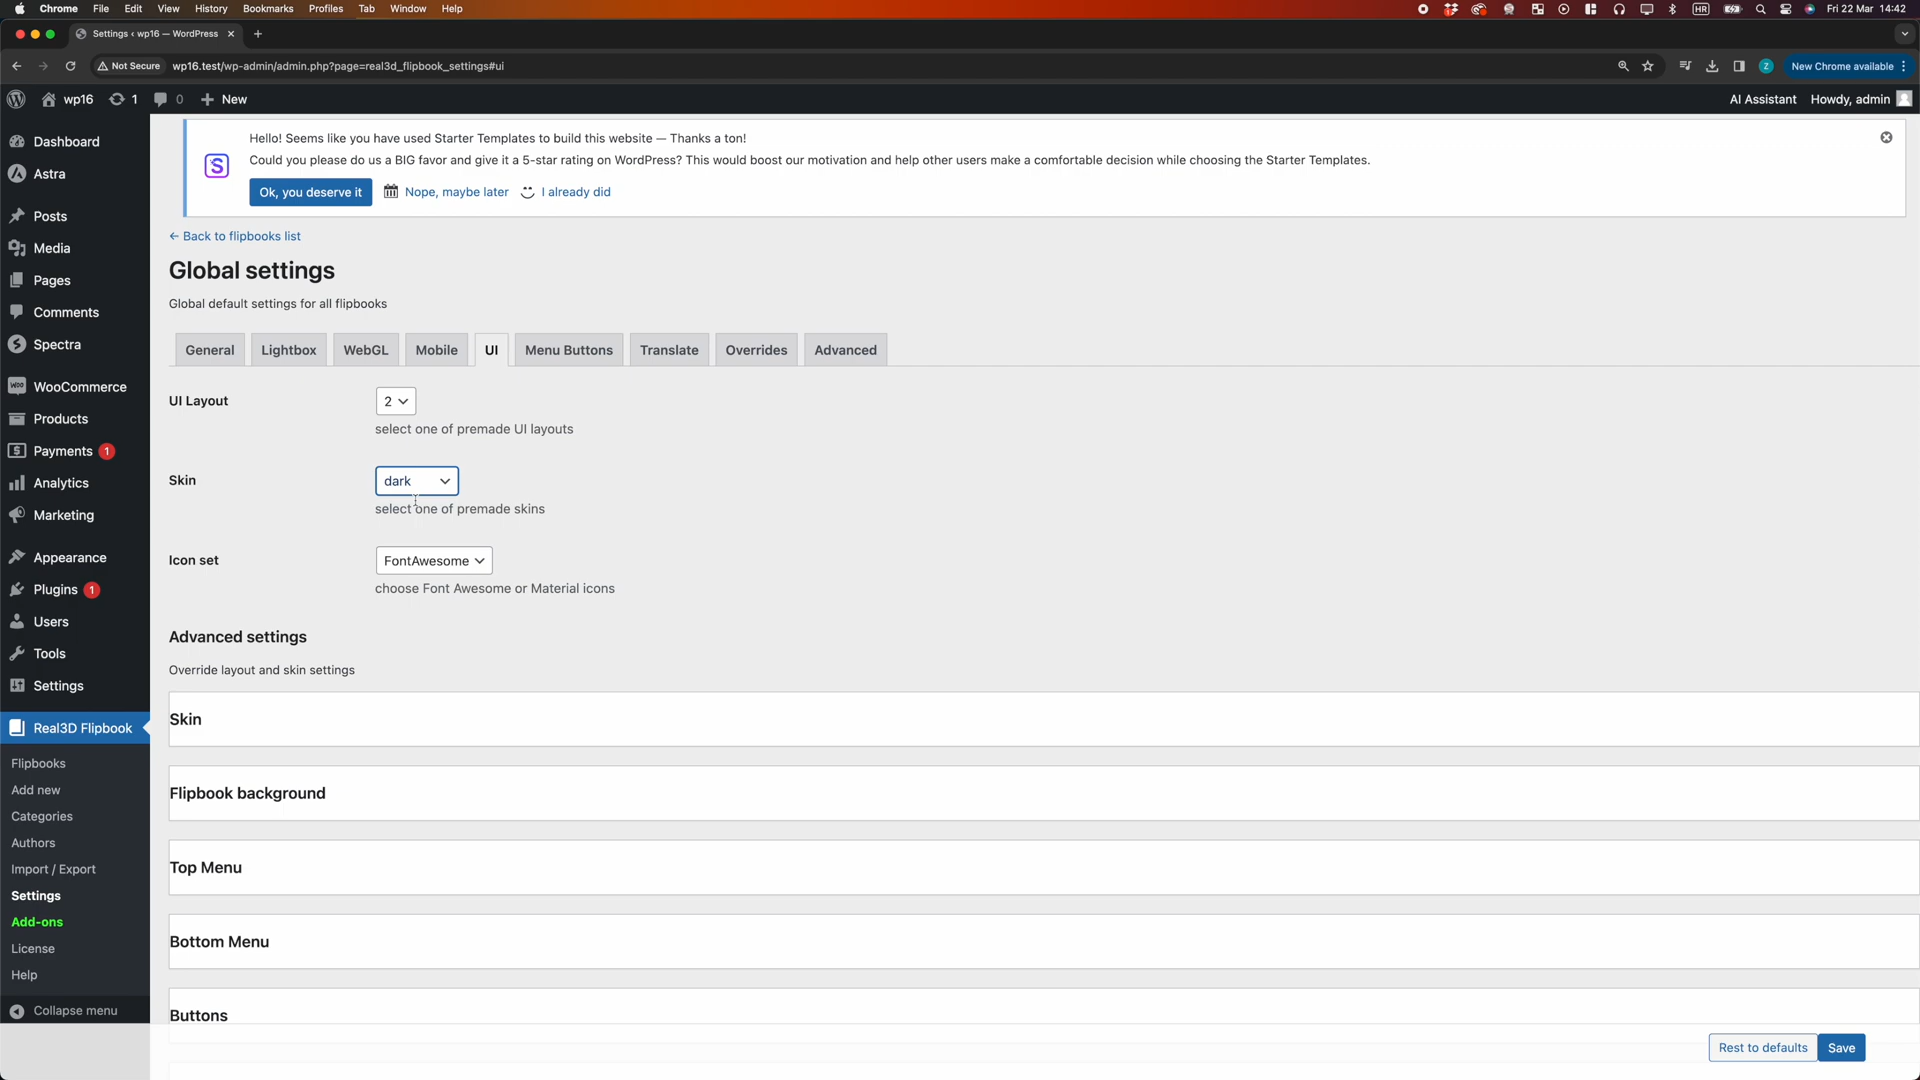 Chrome File Edit View History Bookmarks Profiles Tab Window Help HR Fri 22 Mar 14:42
Settings ‹ wp16 — WordPress
Not Secure wp16.test/wp-admin/admin.php?page=real3d_flipbook_settings#ui Z New Chrome available
wp16 1 0 New AI Assistant Howdy, admin
Dashboard
Astra
Posts
Media
Pages
Comments
Spectra
WooCommerce
Products
Payments 1
Analytics
Marketing
Appearance
Plugins 1
Users
Tools
Settings
Real3D Flipbook
Flipbooks
Add new
Categories
Authors
Import / Export
Settings
Add-ons
License
Help
Collapse menu
Hello! Seems like you have used Starter Templates to build this website — Thanks a ton!
Could you please do us a BIG favor and give it a 5-star rating on WordPress? This would boost our motivation and help other users make a comfortable decision while choosing the Starter Templates.
Ok, you deserve it Nope, maybe later I already did
← Back to flipbooks list
Global settings
Global default settings for all flipbooks
General Lightbox WebGL Mobile UI Menu Buttons Translate Overrides Advanced
UI Layout 2
select one of premade UI layouts
Skin dark
select one of premade skins
Icon set FontAwesome
choose Font Awesome or Material icons
Advanced settings
Override layout and skin settings
Skin
Flipbook background
Top Menu
Bottom Menu
Buttons
Rest to defaults Save